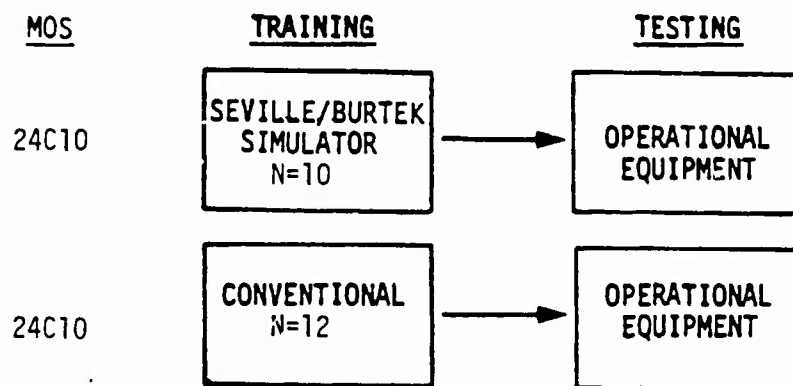 MOS TRAINING TESTING
24C10
SEVILLE/BURTEK
SIMULATOR
N=10
OPERATIONAL
EQUIPMENT
24C10
CONVENTIONAL
N=12
OPERATIONAL
EQUIPMENT